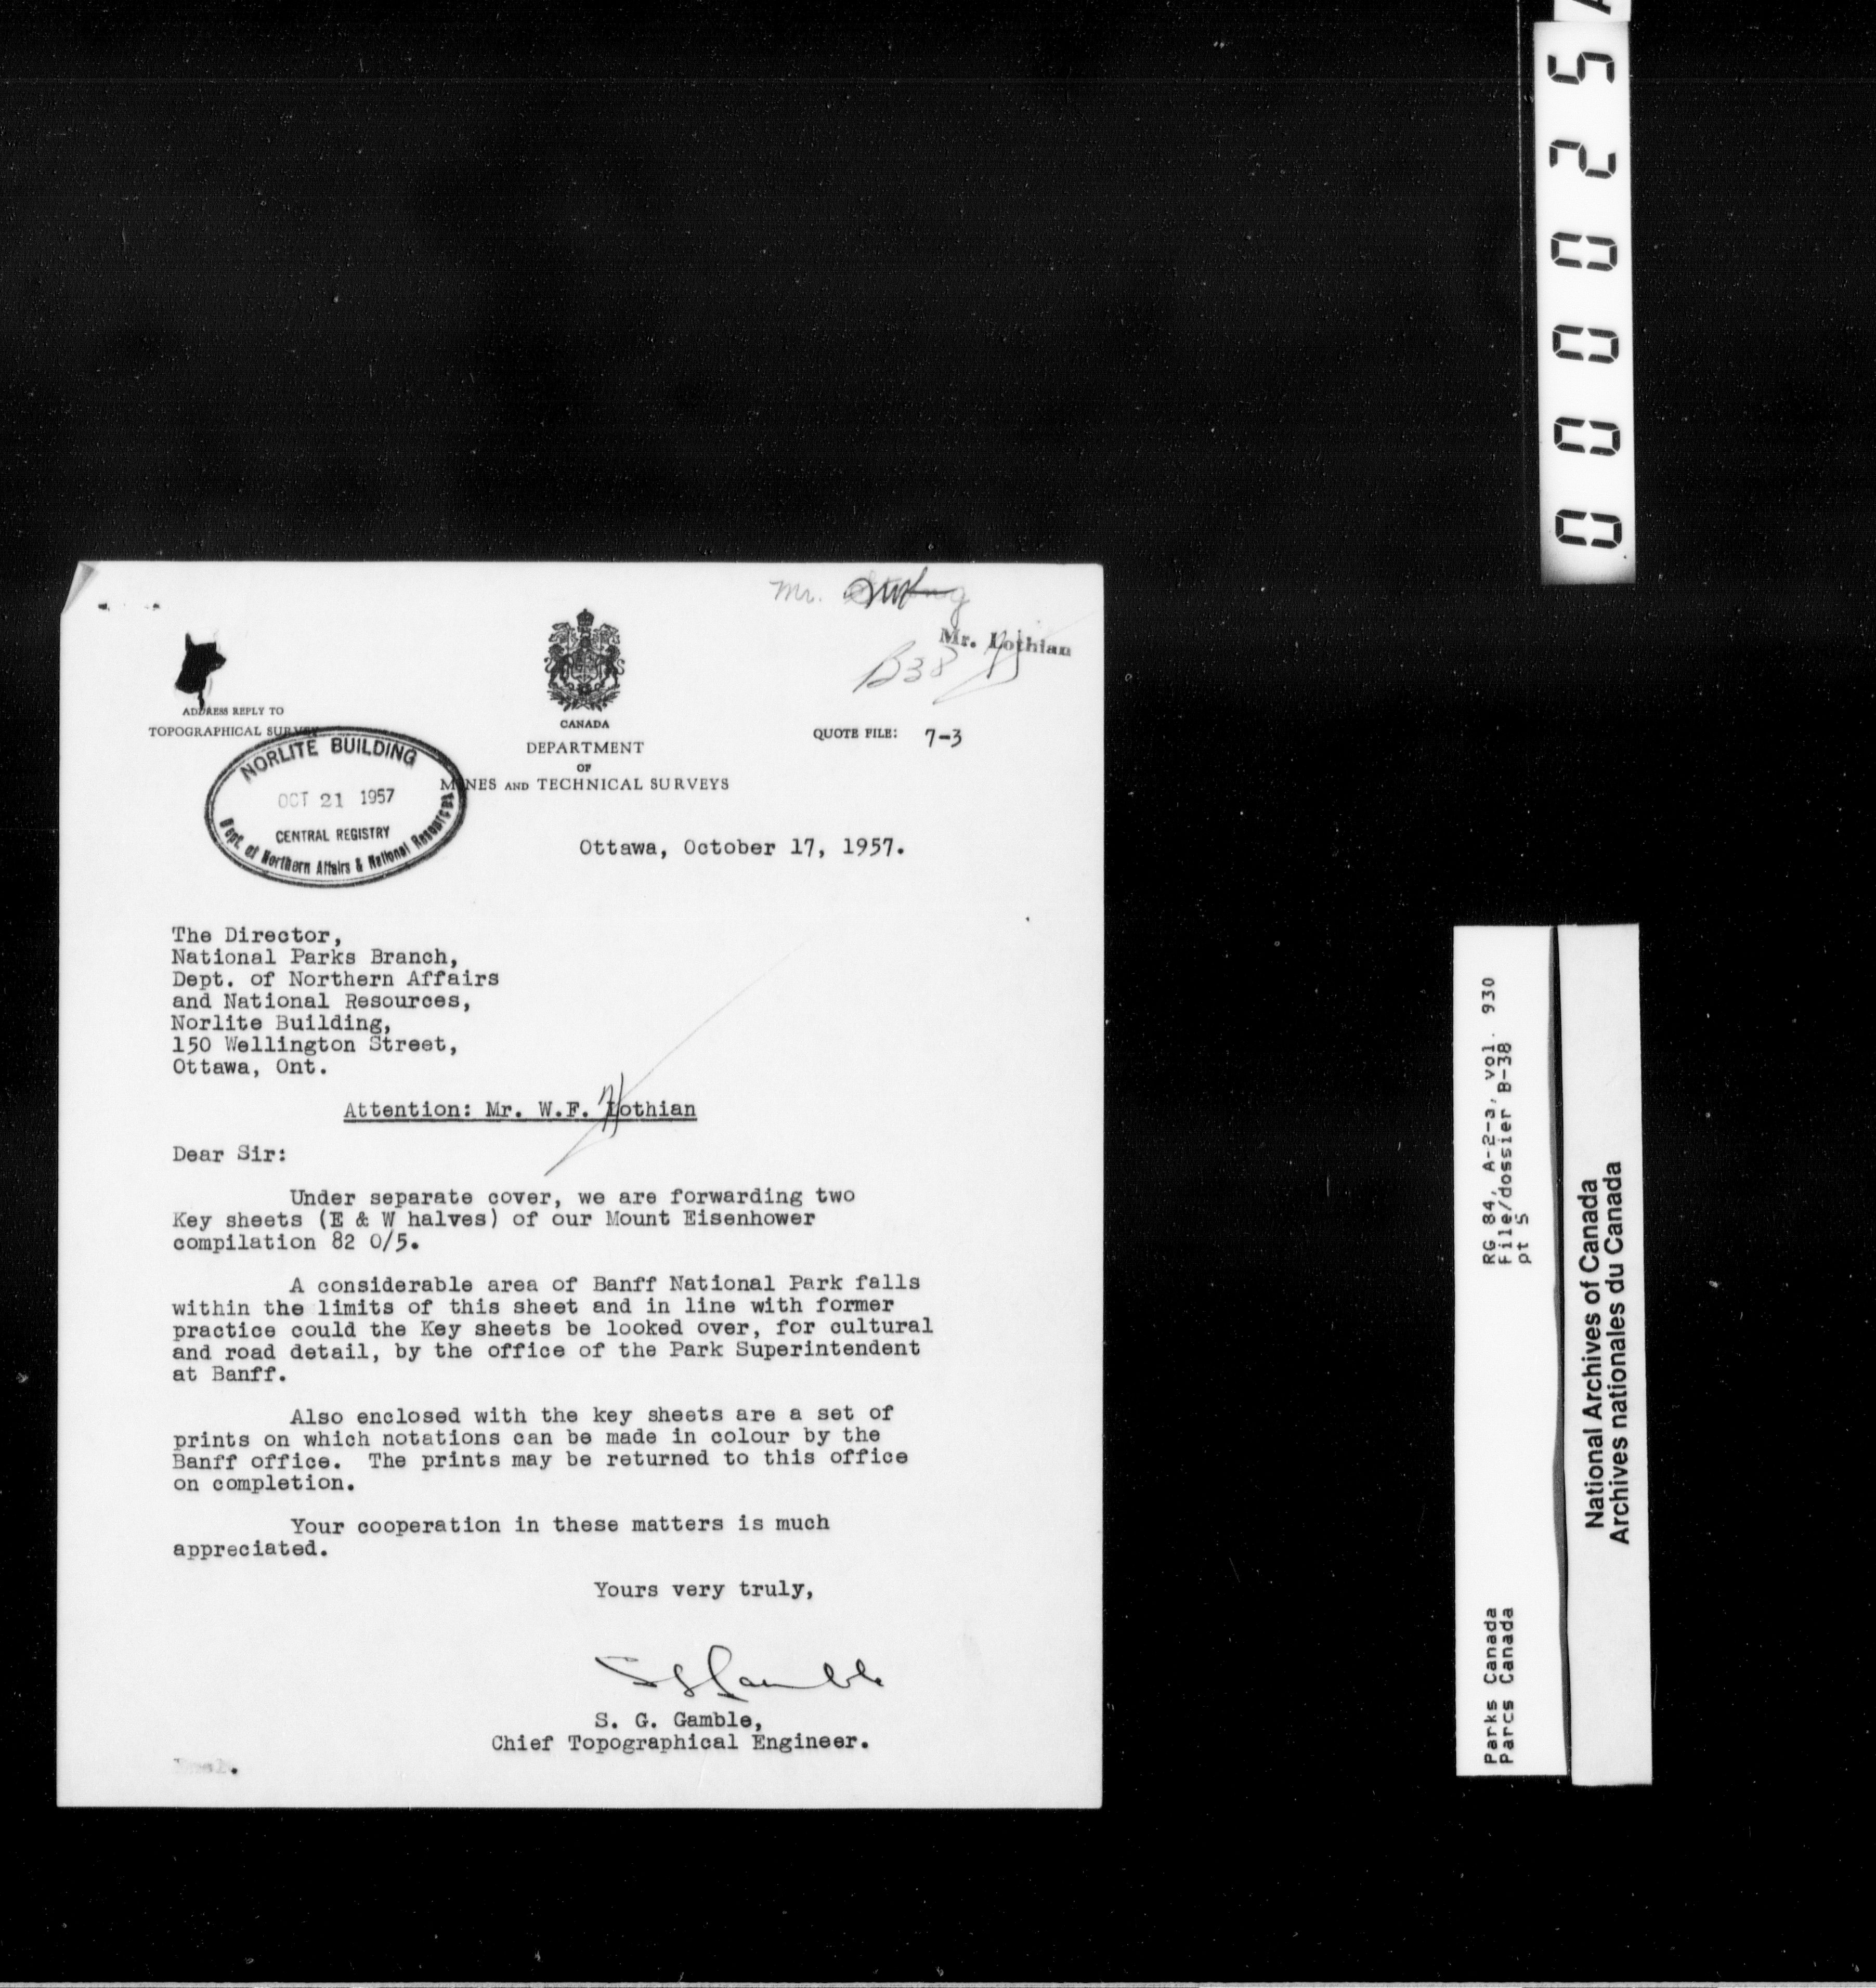 00025
Mr.
Mr. Lothian
B38
ADDRESS REPLY TO
TOPOGRAPHICAL SURVEY
CANADA
DEPARTMENT
OF
MINES AND TECHNICAL SURVEYS
QUOTE FILE: 7-3
NORLITE BUILDING
OCT 21 1957
CENTRAL REGISTRY
Dept. of Northern Affairs & National Resources
Ottawa, October 17, 1957.
The Director,
National Parks Branch,
Dept. of Northern Affairs
and National Resources,
Norlite Building,
150 Wellington Street,
Ottawa, Ont.
Attention: Mr. W.F. Lothian
Dear Sir:
Under separate cover, we are forwarding two
Key sheets (E & W halves) of our Mount Eisenhower
compilation 82 O/5.
A considerable area of Banff National Park falls
within the limits of this sheet and in line with former
practice could the Key sheets be looked over, for cultural
and road detail, by the office of the Park Superintendent
at Banff.
Also enclosed with the key sheets are a set of
prints on which notations can be made in colour by the
Banff office. The prints may be returned to this office
on completion.
Your cooperation in these matters is much
appreciated.
Yours very truly,
S G Gamble
S. G. Gamble,
Chief Topographical Engineer.
RG 84, A-2-a, vol. 930
File/dossier B-38
pt 5
Parks Canada
Parcs Canada
National Archives of Canada
Archives nationales du Canada